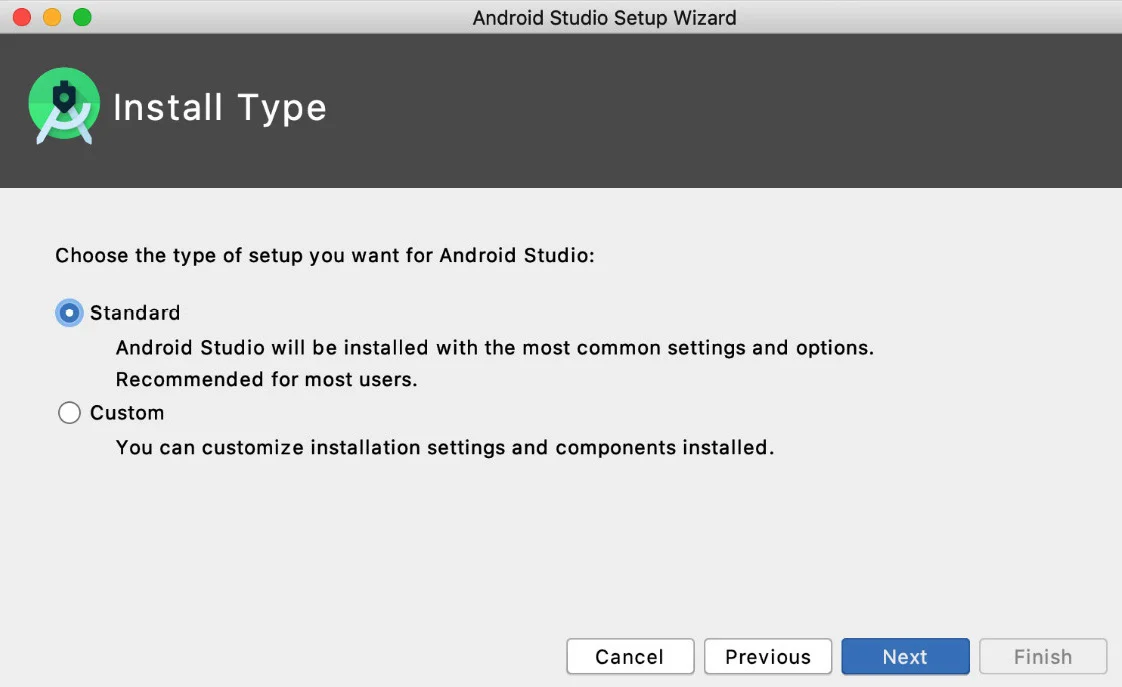 Android Studio Setup Wizard
Install Type
Choose the type of setup you want for Android Studio:
Standard
Android Studio will be installed with the most common settings and options.
Recommended for most users.
Custom
You can customize installation settings and components installed.
Cancel Previous Next Finish